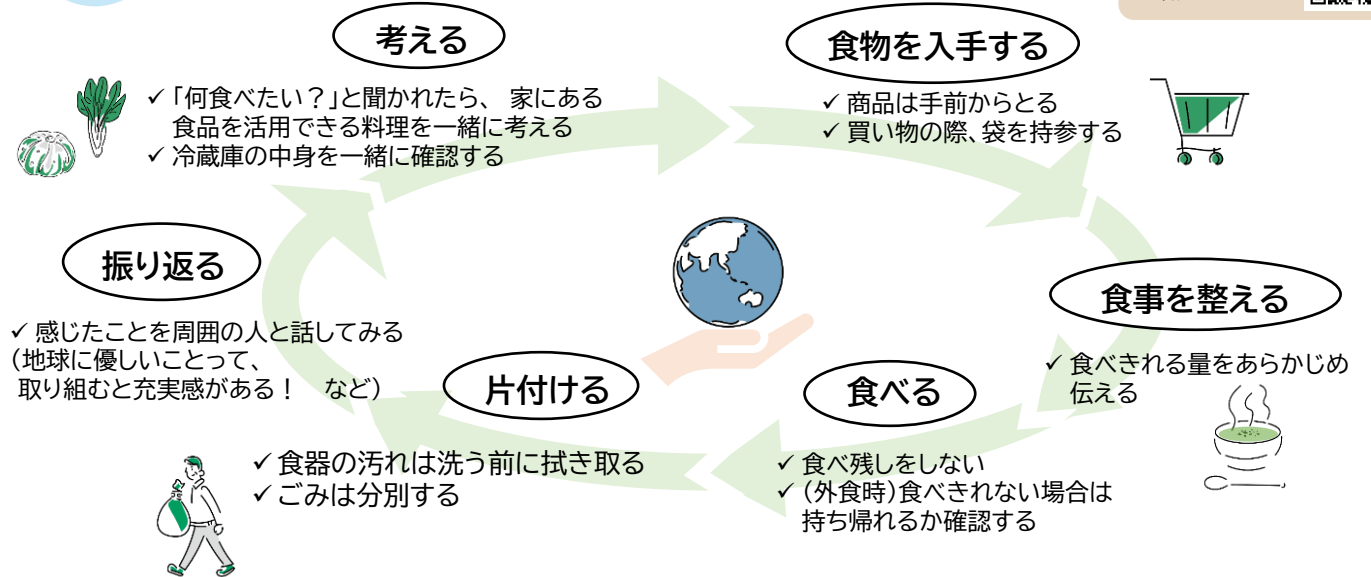 考える
✓「何食べたい？」と聞かれたら、 家にある
食品を活用できる料理を一緒に考える
✓ 冷蔵庫の中身を一緒に確認する
食物を入手する
✓ 商品は手前からとる
✓ 買い物の際、袋を持参する
食事を整える
✓ 食べきれる量をあらかじめ
伝える
食べる
✓ 食べ残しをしない
✓（外食時）食べきれない場合は
持ち帰れるか確認する
片付ける
✓ 食器の汚れは洗う前に拭き取る
✓ ごみは分別する
振り返る
✓ 感じたことを周囲の人と話してみる
（地球に優しいことって、
取り組むと充実感がある！　など）